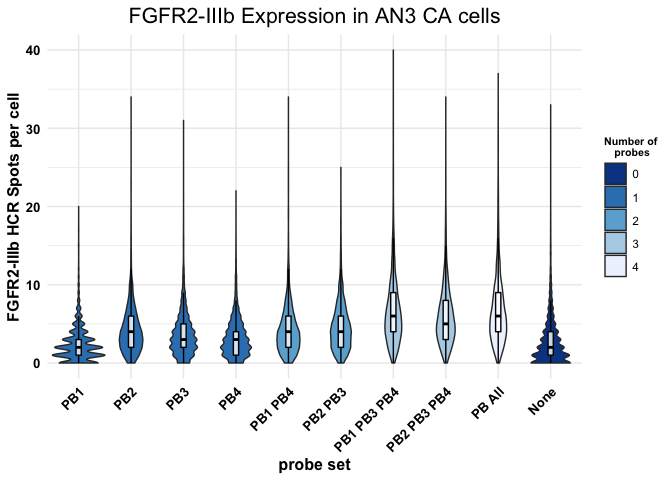 FGFR2-IIIb Expression in AN3 CA cells
FGFR2-IIIb HCR Spots per cell
40
30
20
10
0
PB1
PB2
PB3
PB4
PB1 PB4
PB2 PB3
PB1 PB3 PB4
PB2 PB3 PB4
PB All
None
probe set
Number of
probes
0
1
2
3
4